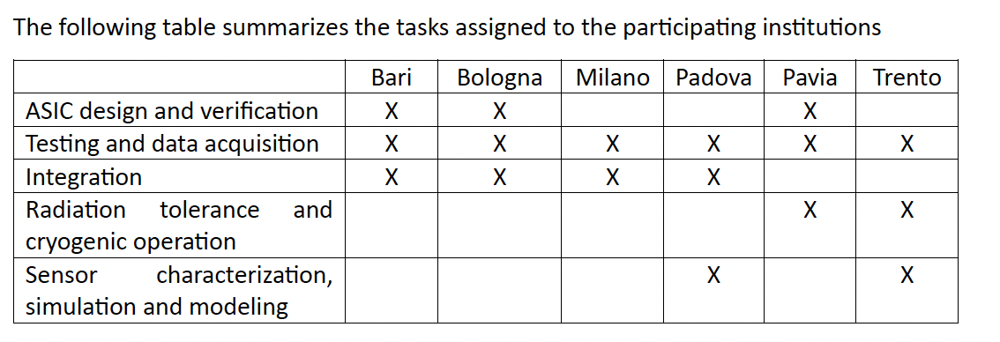 The following table summarizes the tasks assigned to the participating institutions
Bari Bologna Milano Padova Pavia Trento
ASIC design and verification X X X
Testing and data acquisition X X X X X X
Integration X X X X
Radiation tolerance and X X
cryogenic operation
Sensor characterization, X X
simulation and modeling